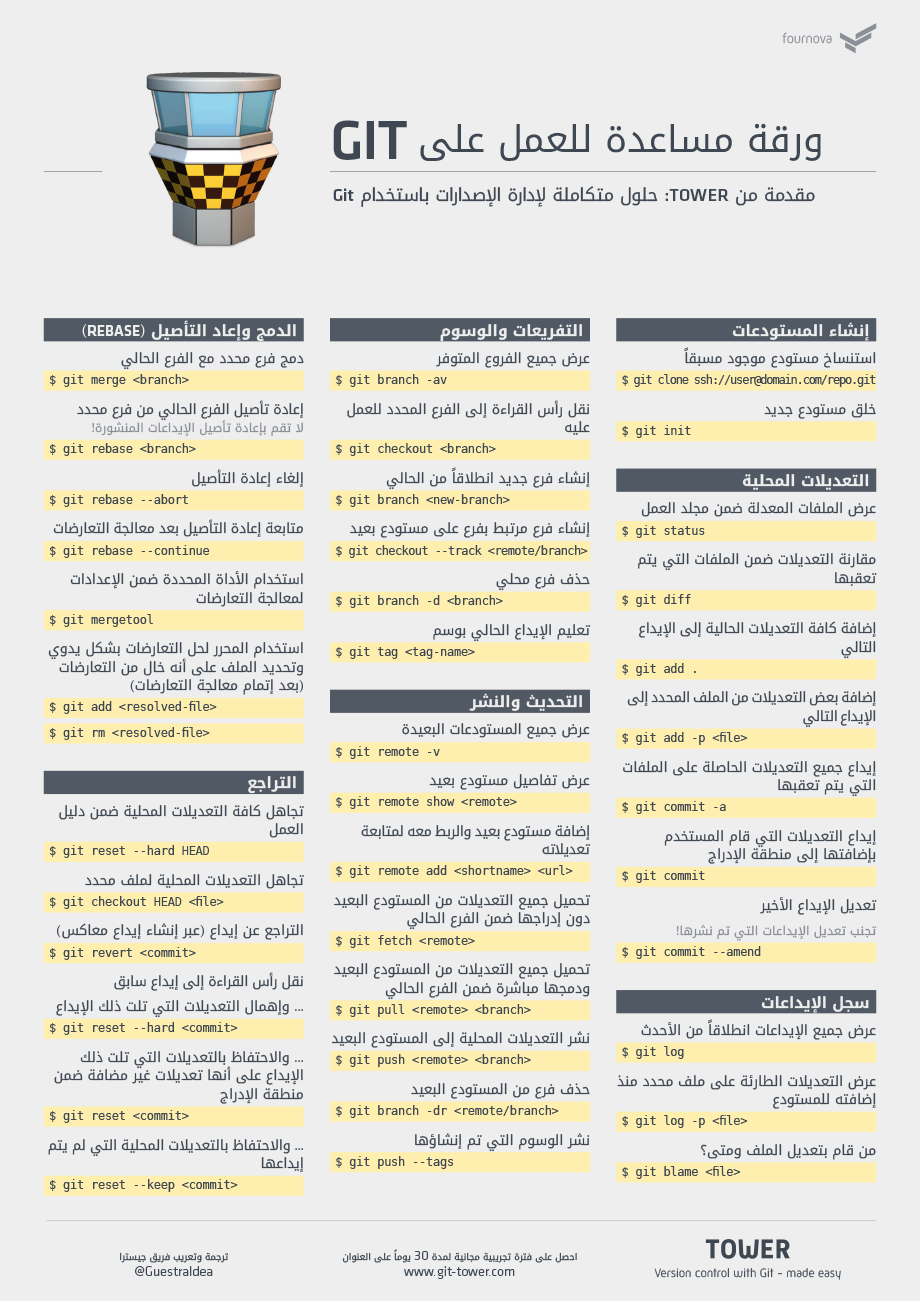 fournova
ورقة مساعدة للعمل على GIT
مقدمة من TOWER: حلول متكاملة لإدارة الإصدارات باستخدام Git
إنشاء المستودعات
استنساخ مستودع موجود مسبقاً
$ git clone ssh://user@domain.com/repo.git
خلق مستودع جديد
$ git init
التعديلات المحلية
عرض الملفات المعدلة ضمن مجلد العمل
$ git status
مقارنة التعديلات ضمن الملفات التي يتم
تعقبها
$ git diff
إضافة كافة التعديلات الحالية إلى الإيداع
التالي
$ git add .
إضافة بعض التعديلات من الملف المحدد إلى
الإيداع التالي
$ git add -p <file>
إيداع جميع التعديلات الحاصلة على الملفات
التي يتم تعقبها
$ git commit -a
إيداع التعديلات التي قام المستخدم
بإضافتها إلى منطقة الإدراج
$ git commit
تعديل الإيداع الأخير
تجنب تعديل الإيداعات التي تم نشرها!
$ git commit --amend
سجل الإيداعات
عرض جميع الإيداعات انطلاقاً من الأحدث
$ git log
عرض التعديلات الطارئة على ملف محدد منذ
إضافته للمستودع
$ git log -p <file>
من قام بتعديل الملف ومتى؟
$ git blame <file>
التفريعات والوسوم
عرض جميع الفروع المتوفر
$ git branch -av
نقل رأس القراءة إلى الفرع المحدد للعمل
عليه
$ git checkout <branch>
إنشاء فرع جديد انطلاقاً من الحالي
$ git branch <new-branch>
إنشاء فرع مرتبط بفرع على مستودع بعيد
$ git checkout --track <remote/branch>
حذف فرع محلي
$ git branch -d <branch>
تعليم الإيداع الحالي بوسم
$ git tag <tag-name>
التحديث والنشر
عرض جميع المستودعات البعيدة
$ git remote -v
عرض تفاصيل مستودع بعيد
$ git remote show <remote>
إضافة مستودع بعيد والربط معه لمتابعة
تعديلاته
$ git remote add <shortname> <url>
تحميل جميع التعديلات من المستودع البعيد
دون إدراجها ضمن الفرع الحالي
$ git fetch <remote>
تحميل جميع التعديلات من المستودع البعيد
ودمجها مباشرة ضمن الفرع الحالي
$ git pull <remote> <branch>
نشر التعديلات المحلية إلى المستودع البعيد
$ git push <remote> <branch>
حذف فرع من المستودع البعيد
$ git branch -dr <remote/branch>
نشر الوسوم التي تم إنشاؤها
$ git push --tags
الدمج وإعاد التأصيل (REBASE)
دمج فرع محدد مع الفرع الحالي
$ git merge <branch>
إعادة تأصيل الفرع الحالي من فرع محدد
لا تقم بإعادة تأصيل الإيداعات المنشورة!
$ git rebase <branch>
إلغاء إعادة التأصيل
$ git rebase --abort
متابعة إعادة التأصيل بعد معالجة التعارضات
$ git rebase --continue
استخدام الأداة المحددة ضمن الإعدادات
لمعالجة التعارضات
$ git mergetool
استخدام المحرر لحل التعارضات بشكل يدوي
وتحديد الملف على أنه خال من التعارضات
(بعد إتمام معالجة التعارضات)
$ git add <resolved-file>
$ git rm <resolved-file>
التراجع
تجاهل كافة التعديلات المحلية ضمن دليل
العمل
$ git reset --hard HEAD
تجاهل التعديلات المحلية لملف محدد
$ git checkout HEAD <file>
التراجع عن إيداع (عبر إنشاء إيداع معاكس)
$ git revert <commit>
نقل رأس القراءة إلى إيداع سابق
... وإهمال التعديلات التي تلت ذلك الإيداع
$ git reset --hard <commit>
... والاحتفاظ بالتعديلات التي تلت ذلك
الإيداع على أنها تعديلات غير مضافة ضمن
منطقة الإدراج
$ git reset <commit>
... والاحتفاظ بالتعديلات المحلية التي لم يتم
إيداعها
$ git reset --keep <commit>
TOWER
Version control with Git - made easy
احصل على فترة تجريبية مجانية لمدة 30 يوماً على العنوان
www.git-tower.com
ترجمة وتعريب فريق جيسترا
@GuestraIdea